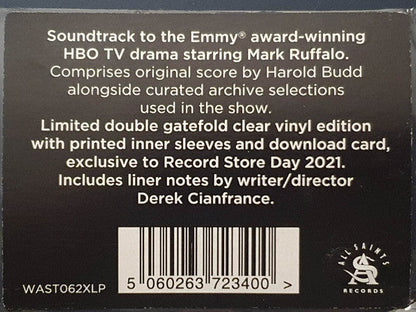 Soundtrack to the Emmy® award-winning
HBO TV drama starring Mark Ruffalo.
Comprises original score by Harold Budd
alongside curated archive selections
used in the show.
Limited double gatefold clear vinyl edition
with printed inner sleeves and download card,
exclusive to Record Store Day 2021.
Includes liner notes by writer/director
Derek Cianfrance.
WAST062XLP
5 060263 723400 >
ALL SAINTS
RECORDS